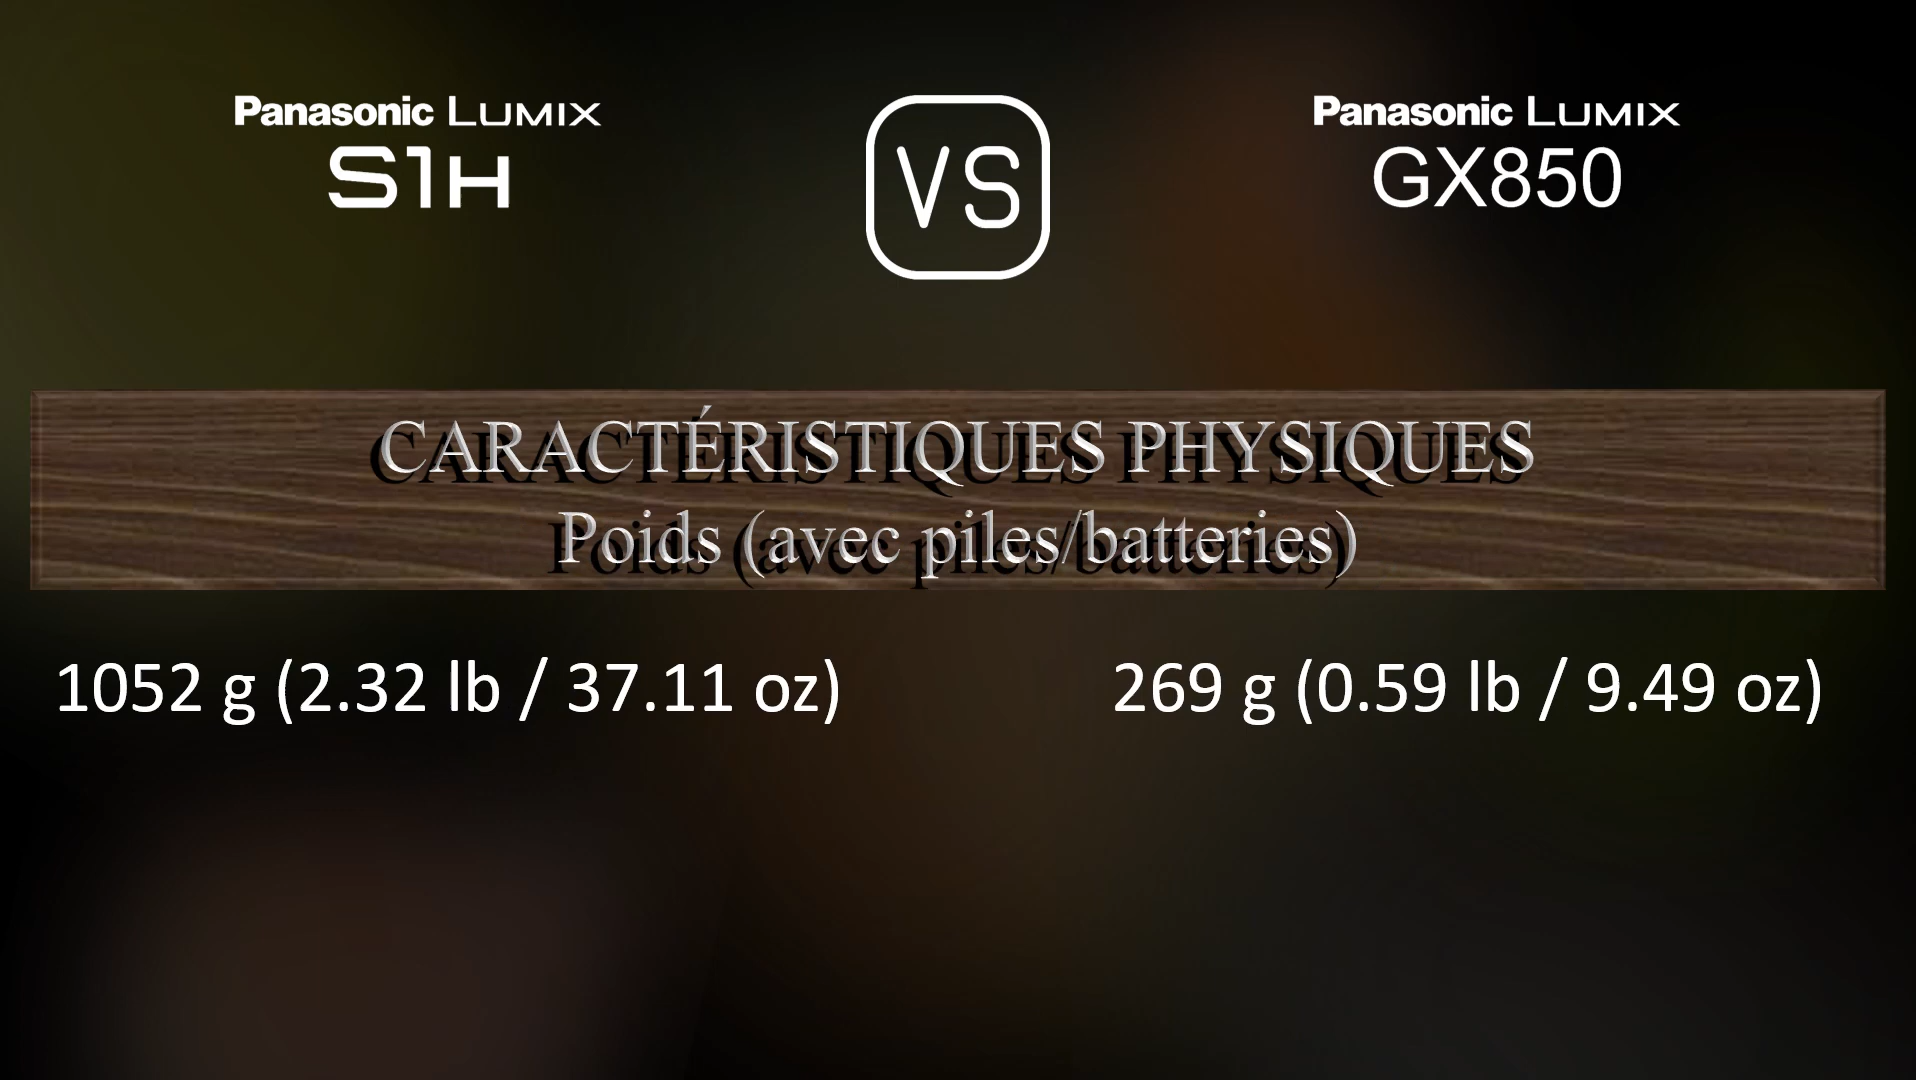 Panasonic LUMIX
S1H
VS
Panasonic LUMIX
GX850
CARACTÉRISTIQUES PHYSIQUES
Poids (avec piles/batteries)
1052 g (2.32 lb / 37.11 oz)
269 g (0.59 lb / 9.49 oz)